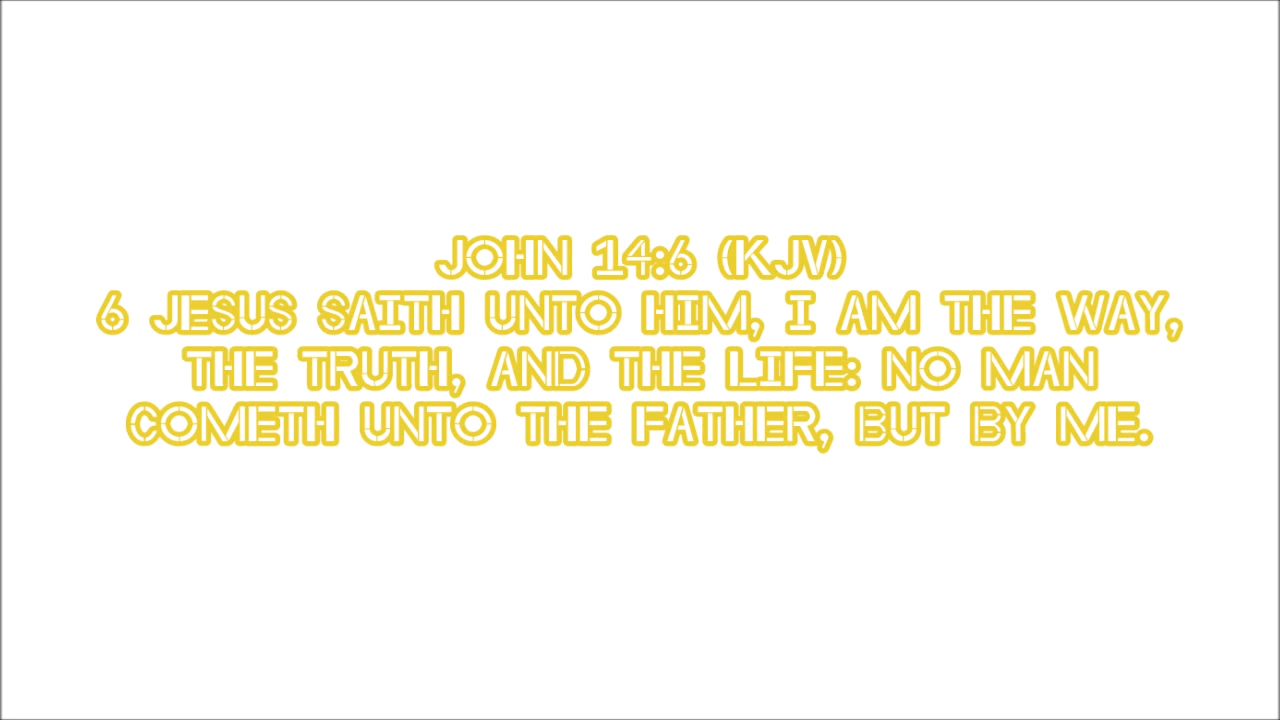 JOHN 14:6 (KJV)
6 JESUS SAITH UNTO HIM, I AM THE WAY,
THE TRUTH, AND THE LIFE: NO MAN
COMETH UNTO THE FATHER, BUT BY ME.